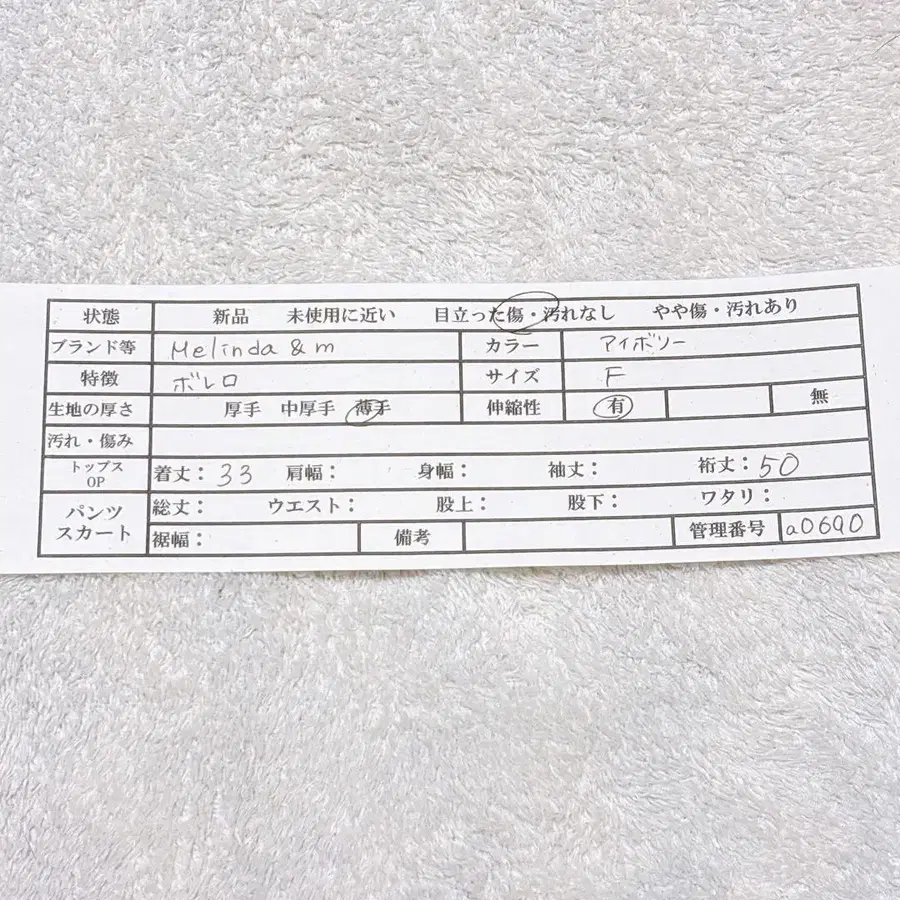 状態 新品 未使用に近い 目立った傷・汚れなし やや傷・汚れあり
ブランド等 Melinda & m カラー アイボリー
特徴 ボレロ サイズ F
生地の厚さ 厚手 中厚手 薄手 伸縮性 有 無
汚れ・傷み
トップス OP 着丈：33 肩幅： 身幅： 袖丈： 裄丈：50
パンツ スカート 総丈： ウエスト： 股上： 股下： ワタリ：
裾幅： 備考 管理番号 a0690